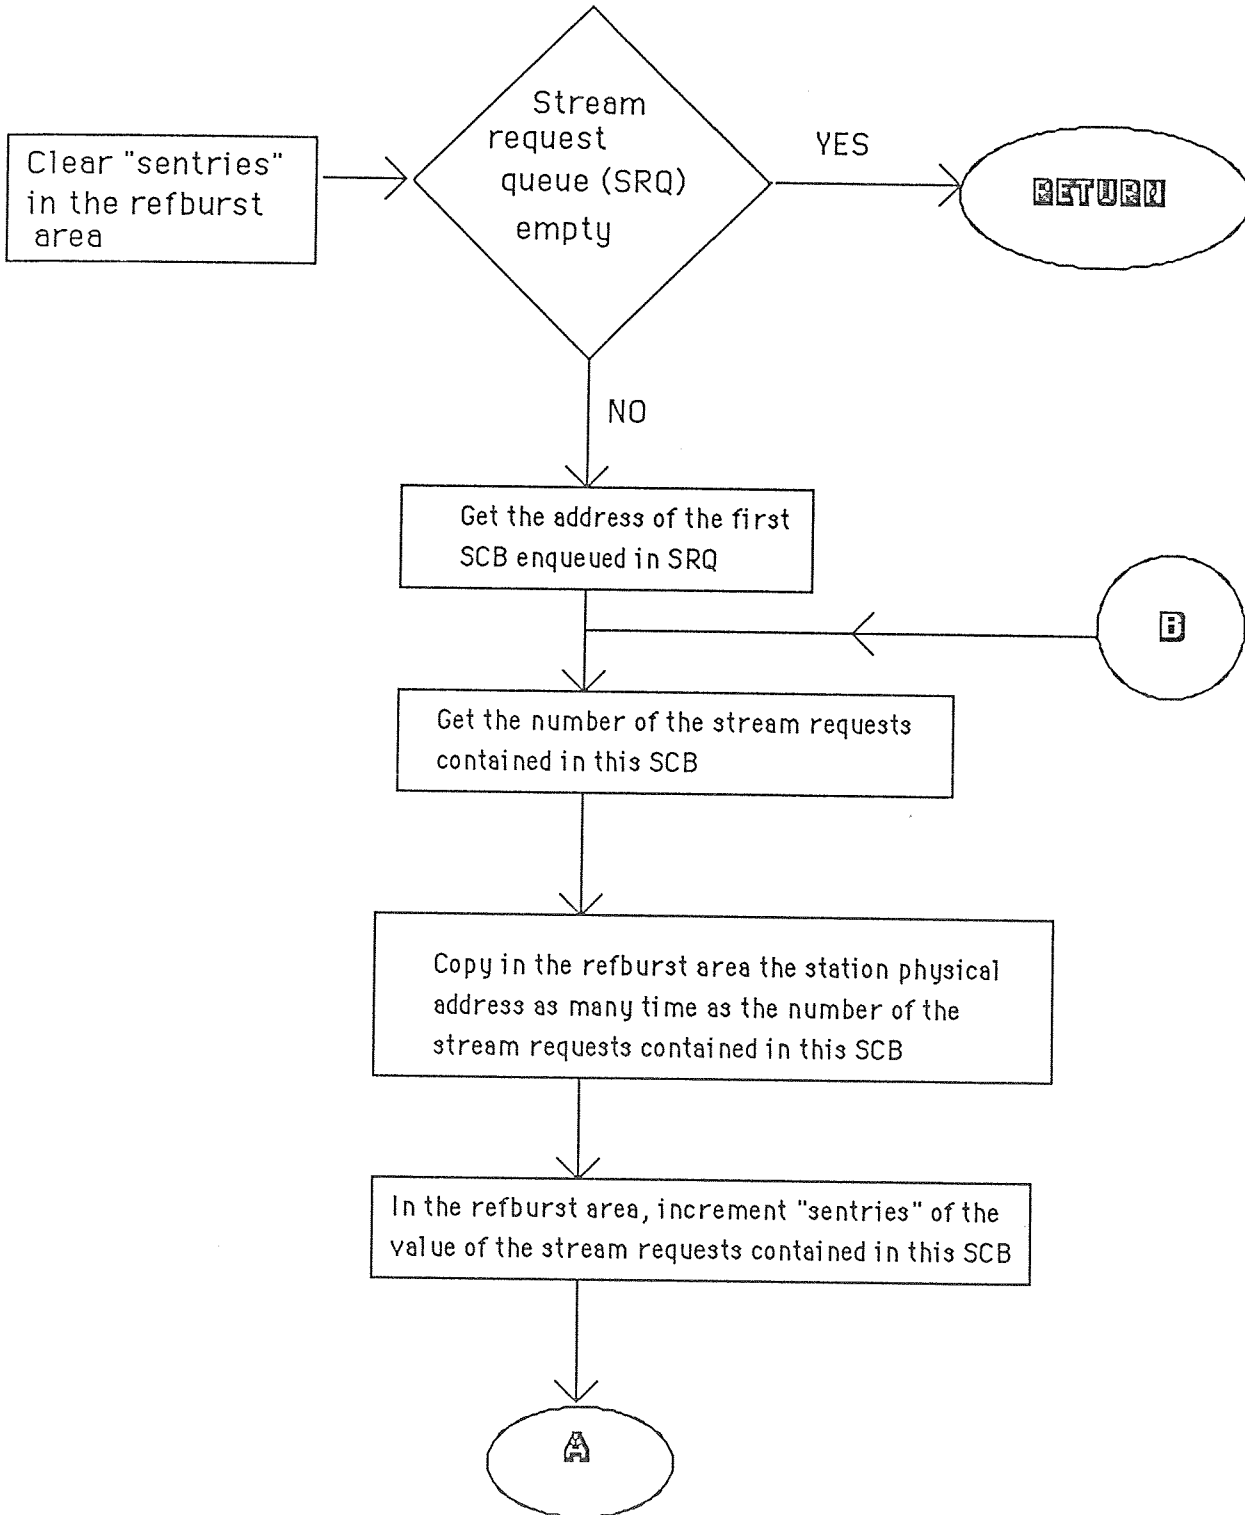 Clear "sentries"
in the refburst
area
Stream
request
queue (SRQ)
empty
YES
RETURN
NO
Get the address of the first
SCB enqueued in SRQ
B
Get the number of the stream requests
contained in this SCB
Copy in the refburst area the station physical
address as many time as the number of the
stream requests contained in this SCB
In the refburst area, increment "sentries" of the
value of the stream requests contained in this SCB
A